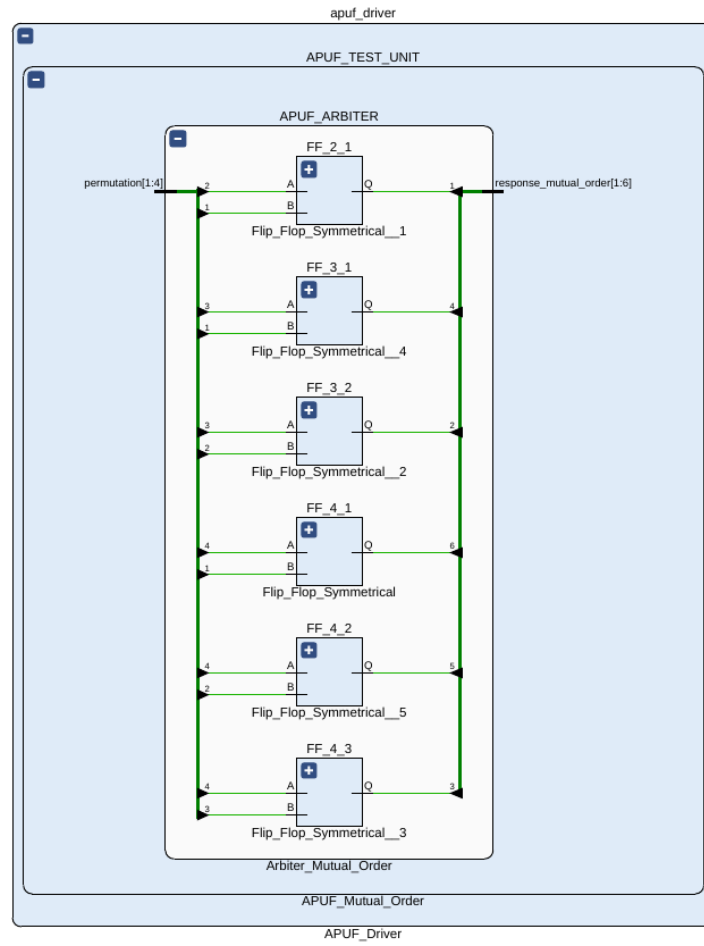 apuf_driver
APUF_TEST_UNIT
APUF_ARBITER
FF_2_1
permutation[1:4]
2 A Q 1
response_mutual_order[1:6]
1 B
Flip_Flop_Symmetrical__1
FF_3_1
3 A Q 4
1 B
Flip_Flop_Symmetrical__4
FF_3_2
3 A Q 2
2 B
Flip_Flop_Symmetrical__2
FF_4_1
4 A Q 6
1 B
Flip_Flop_Symmetrical
FF_4_2
4 A Q 5
2 B
Flip_Flop_Symmetrical__5
FF_4_3
4 A Q 3
3 B
Flip_Flop_Symmetrical__3
Arbiter_Mutual_Order
APUF_Mutual_Order
APUF_Driver